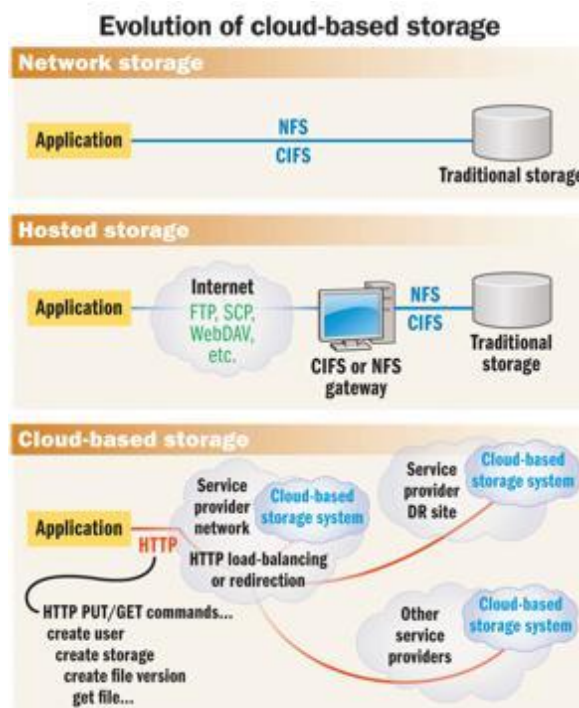 Evolution of cloud-based storage
Network storage
Application
NFS
CIFS
Traditional storage
Hosted storage
Application
Internet
FTP, SCP,
WebDAV,
etc.
CIFS or NFS
gateway
NFS
CIFS
Traditional
storage
Cloud-based storage
Application
HTTP
HTTP PUT/GET commands...
create user
create storage
create file version
get file...
Service
provider
network
Cloud-based
storage system
HTTP load-balancing
or redirection
Service
provider
DR site
Cloud-based
storage system
Other
service
providers
Cloud-based
storage system